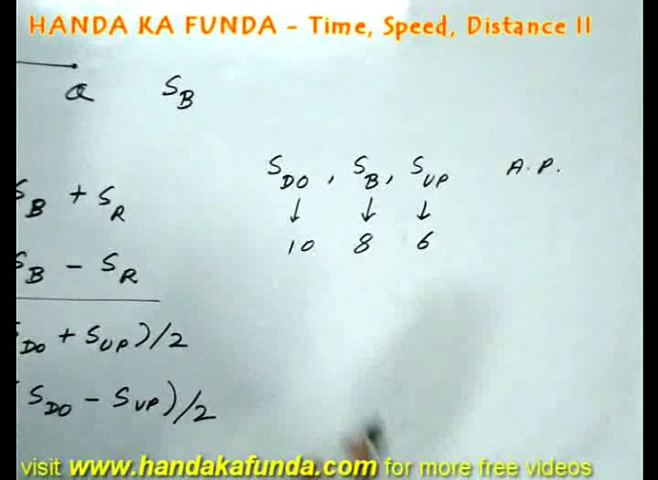 HANDA KA FUNDA - Time, Speed, Distance II
Q S_B
S_DO, S_B, S_UP A.P.
S_B + S_R
↓ ↓ ↓
10 8 6
S_B - S_R
DO + S_UP)/2
S_DO - S_UP)/2
visit www.handakafunda.com for more free videos